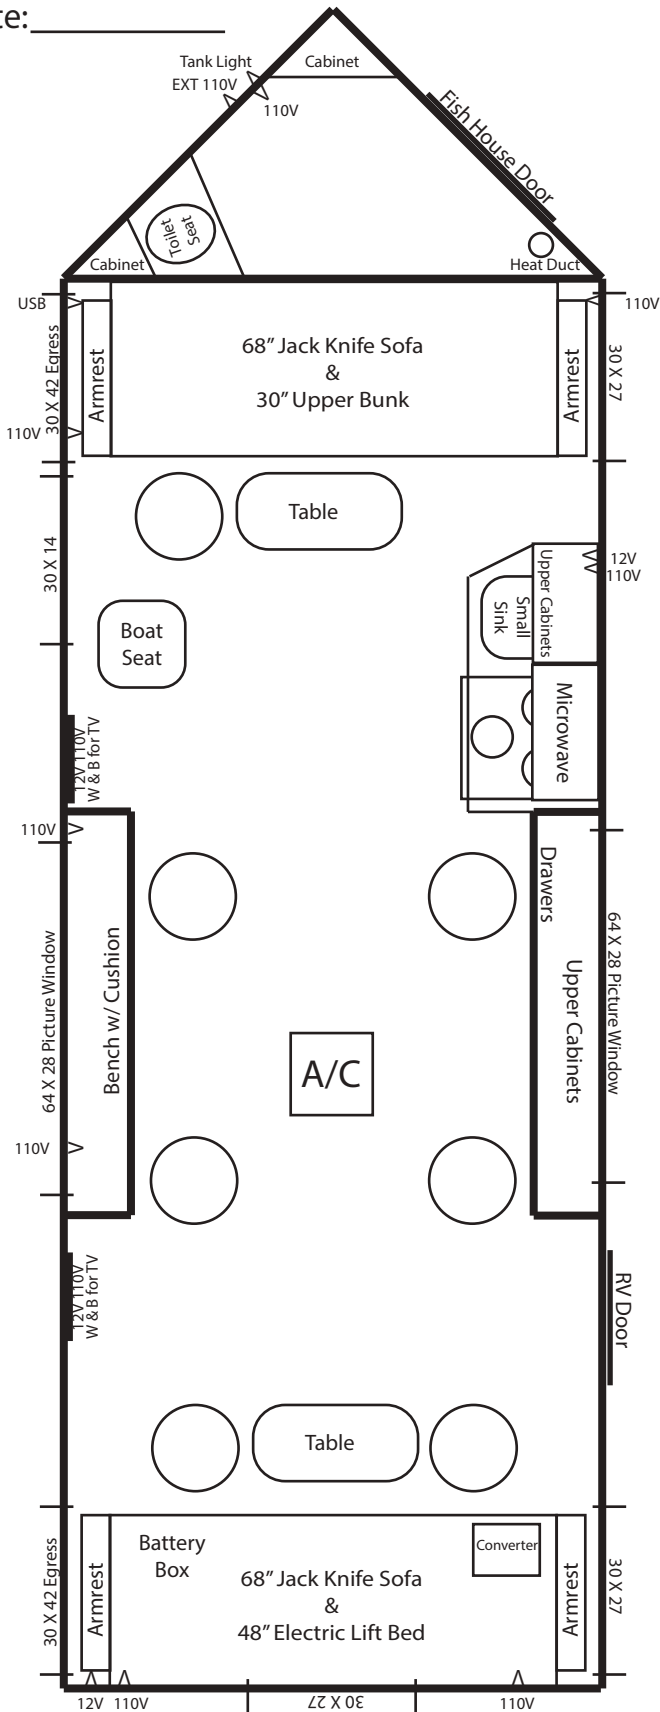 te:____________
Tank Light
Cabinet
EXT 110V
110V
Fish House Door
Toilet
Seat
Cabinet
Heat Duct
USB
110V
30 X 42 Egress
Armrest
68” Jack Knife Sofa
&
30” Upper Bunk
Armrest
30 X 27
110V
Table
30 X 14
12V
110V
Upper Cabinets
Small
Sink
Boat
Seat
Microwave
12V 110V
W & B for TV
110V
Drawers
64 X 28 Picture Window
Bench w/ Cushion
Upper Cabinets
64 X 28 Picture Window
A/C
110V
12V 110V
W & B for TV
RV Door
Table
30 X 42 Egress
Armrest
Battery
Box
Converter
68” Jack Knife Sofa
&
48” Electric Lift Bed
Armrest
30 X 27
12V
110V
30 X 27
110V